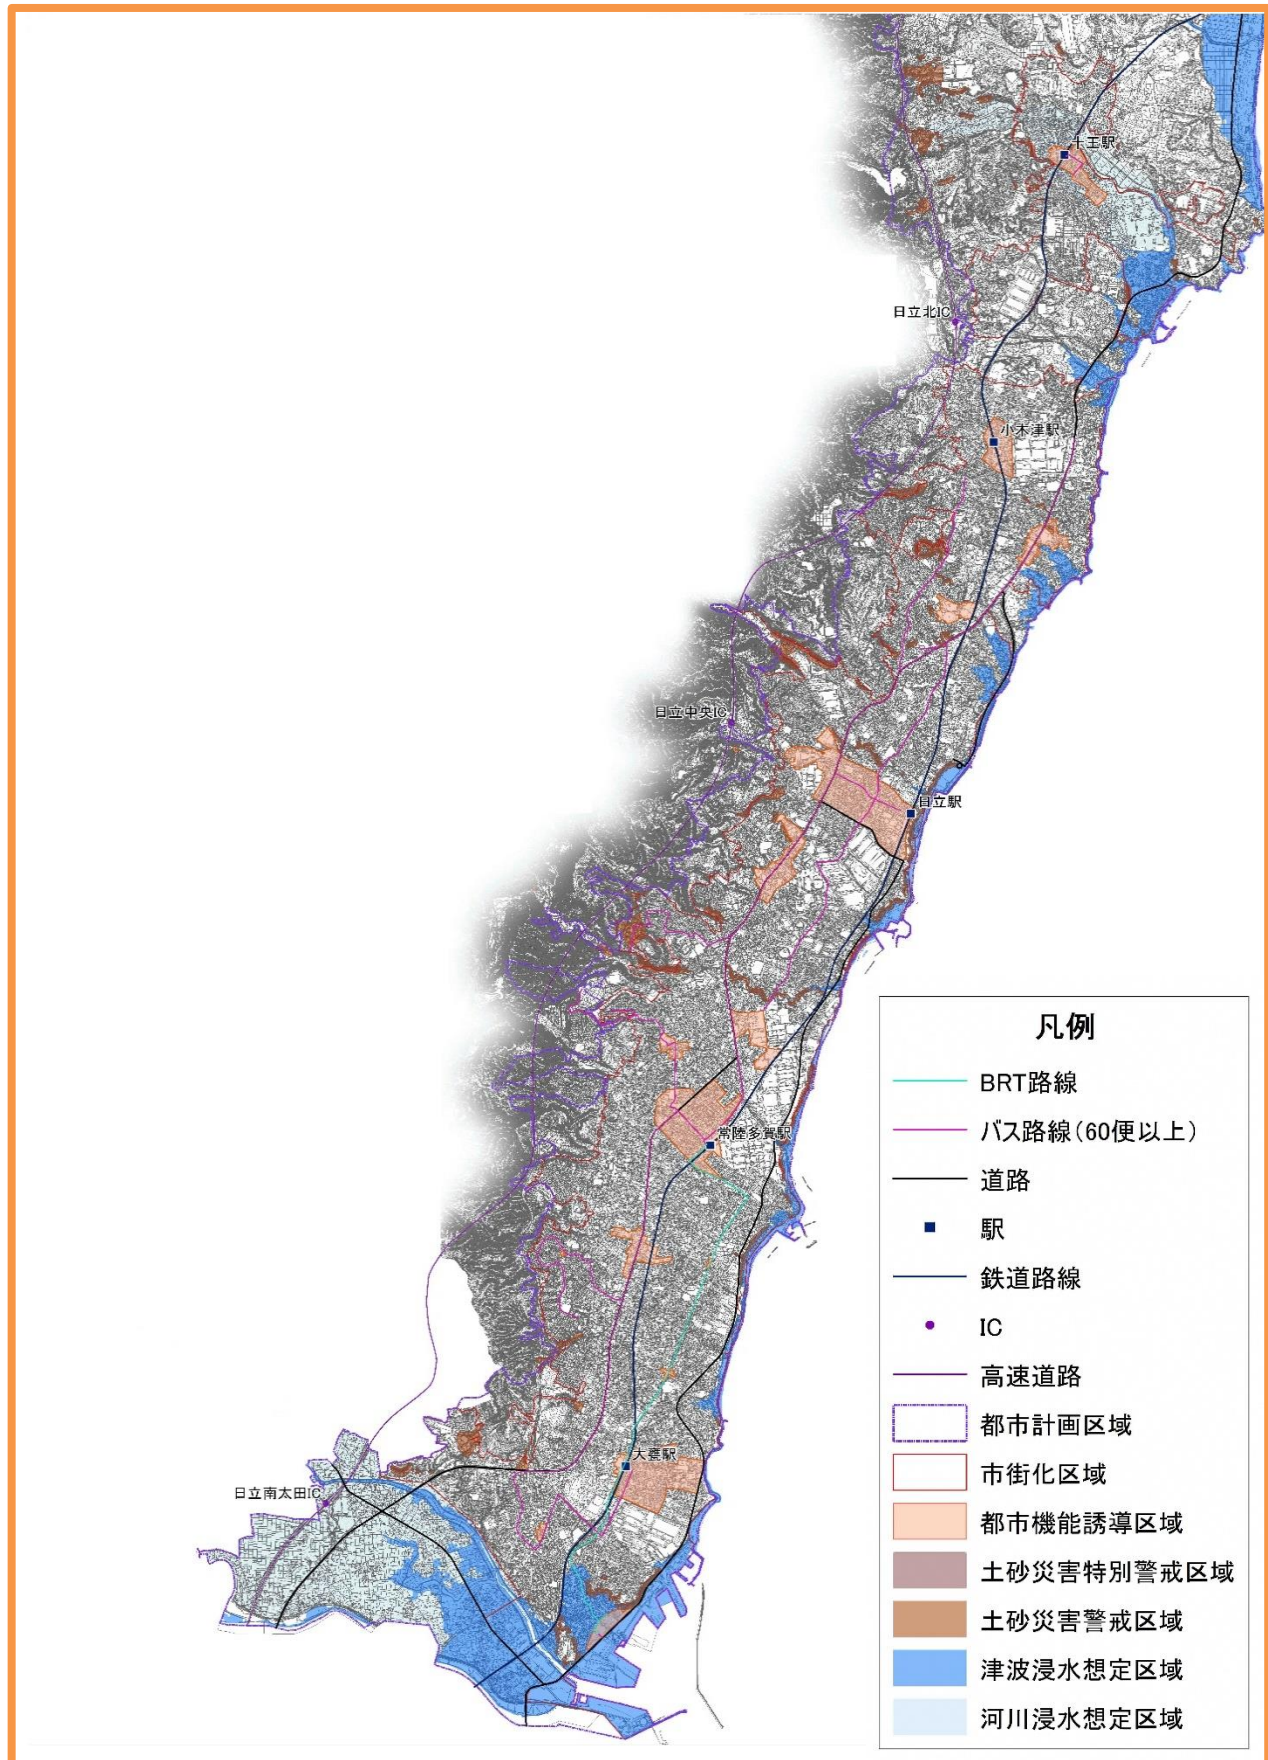 十王駅
日立北IC
小木津駅
日立中央IC
日立駅
常陸多賀駅
大甕駅
日立南太田IC
凡例
BRT路線
バス路線(60便以上)
道路
駅
鉄道路線
IC
高速道路
都市計画区域
市街化区域
都市機能誘導区域
土砂災害特別警戒区域
土砂災害警戒区域
津波浸水想定区域
河川浸水想定区域